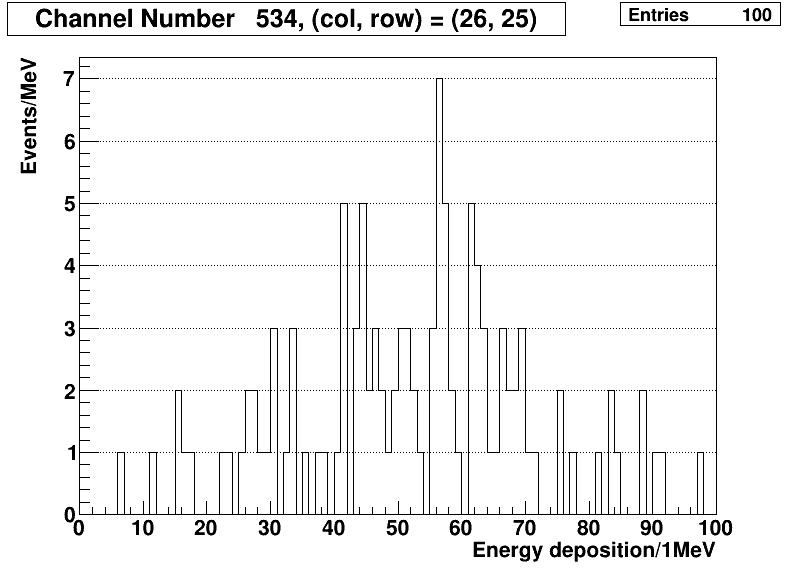 Channel Number 534, (col, row) = (26, 25)
Entries 100
Events/MeV
7
6
5
4
3
2
1
0
0 10 20 30 40 50 60 70 80 90 100
Energy deposition/1MeV